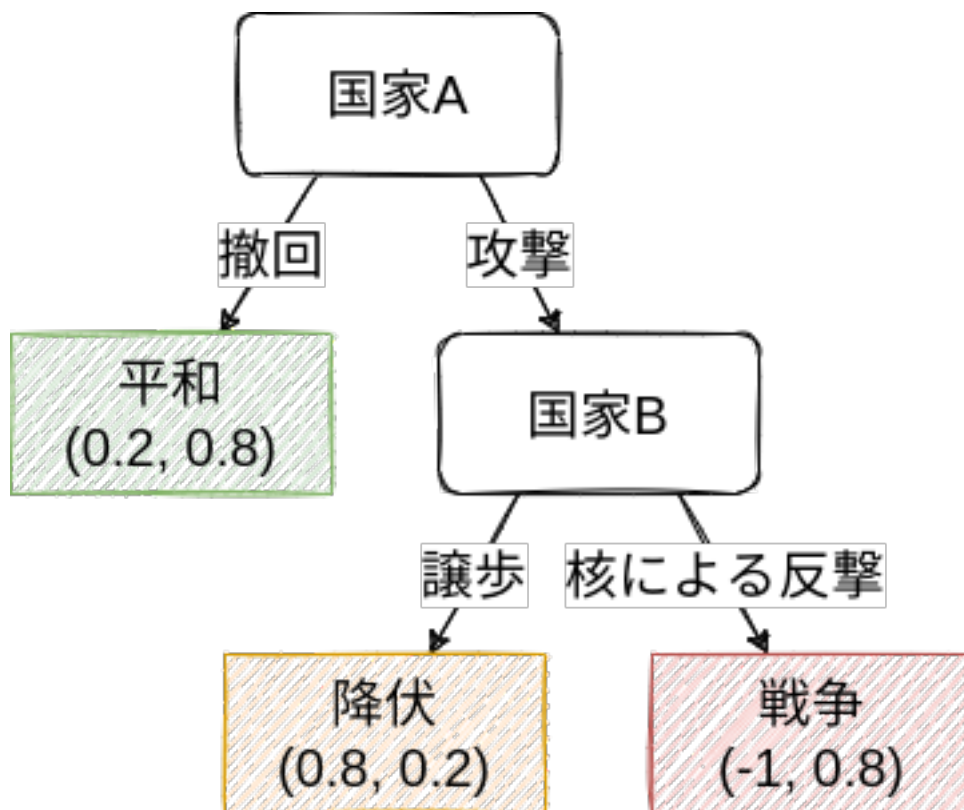 国家A
撤回
攻撃
平和
(0.2, 0.8)
国家B
譲歩
核による反撃
降伏
(0.8, 0.2)
戦争
(-1, 0.8)